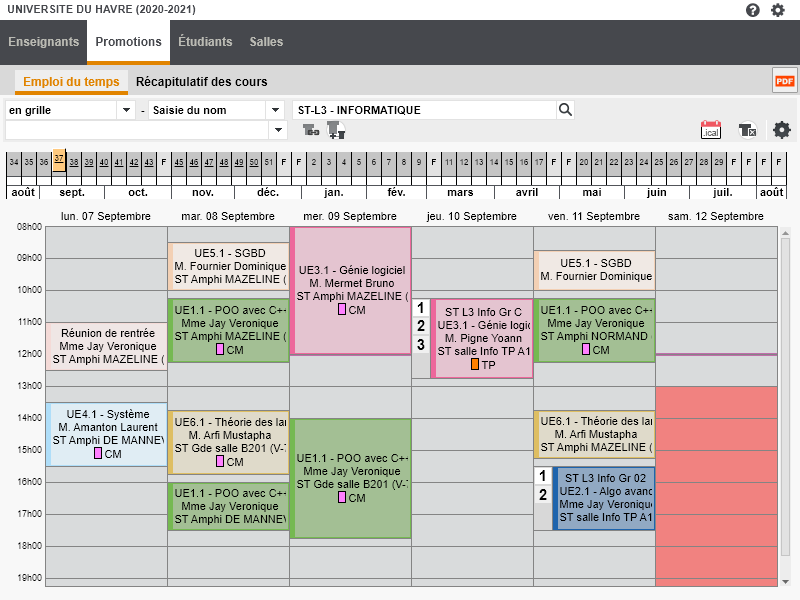 UNIVERSITE DU HAVRE (2020-2021)
Enseignants Promotions Étudiants Salles
Emploi du temps Récapitulatif des cours PDF
en grille - Saisie du nom ST-L3 - INFORMATIQUE
.ical
34 35 36 37 38 39 40 41 42 43 F 45 46 47 48 49 50 51 F F 2 3 4 5 6 7 8 9 F 11 12 13 14 15 16 17 F F 20 21 22 23 24 25 26 27 28 29 F F F F
août sept. oct. nov. déc. jan. fév. mars avril mai juin juil. août
lun. 07 Septembre mar. 08 Septembre mer. 09 Septembre jeu. 10 Septembre ven. 11 Septembre sam. 12 Septembre
08h00
09h00
10h00
11h00
12h00
13h00
14h00
15h00
16h00
17h00
18h00
19h00
Réunion de rentrée
Mme Jay Veronique
ST Amphi MAZELINE (
UE4.1 - Système
M. Amanton Laurent
ST Amphi DE MANNEV
CM
UE5.1 - SGBD
M. Fournier Dominique
ST Amphi MAZELINE (
UE1.1 - POO avec C++
Mme Jay Veronique
ST Amphi MAZELINE (
CM
UE6.1 - Théorie des lan
M. Arfi Mustapha
ST Gde salle B201 (V-7
CM
UE1.1 - POO avec C++
Mme Jay Veronique
ST Amphi DE MANNEV
UE3.1 - Génie logiciel
M. Mermet Bruno
ST Amphi MAZELINE (
CM
UE1.1 - POO avec C++
Mme Jay Veronique
ST Gde salle B201 (V-7
CM
1
2
3
ST L3 Info Gr C
UE3.1 - Génie logic
M. Pigne Yoann
ST salle Info TP A1
TP
UE5.1 - SGBD
M. Fournier Dominique
UE1.1 - POO avec C++
Mme Jay Veronique
ST Amphi NORMAND (
CM
UE6.1 - Théorie des lan
M. Arfi Mustapha
ST Amphi MAZELINE (
1
2
ST L3 Info Gr 02
UE2.1 - Algo avanc
Mme Jay Veronique
ST salle Info TP A1